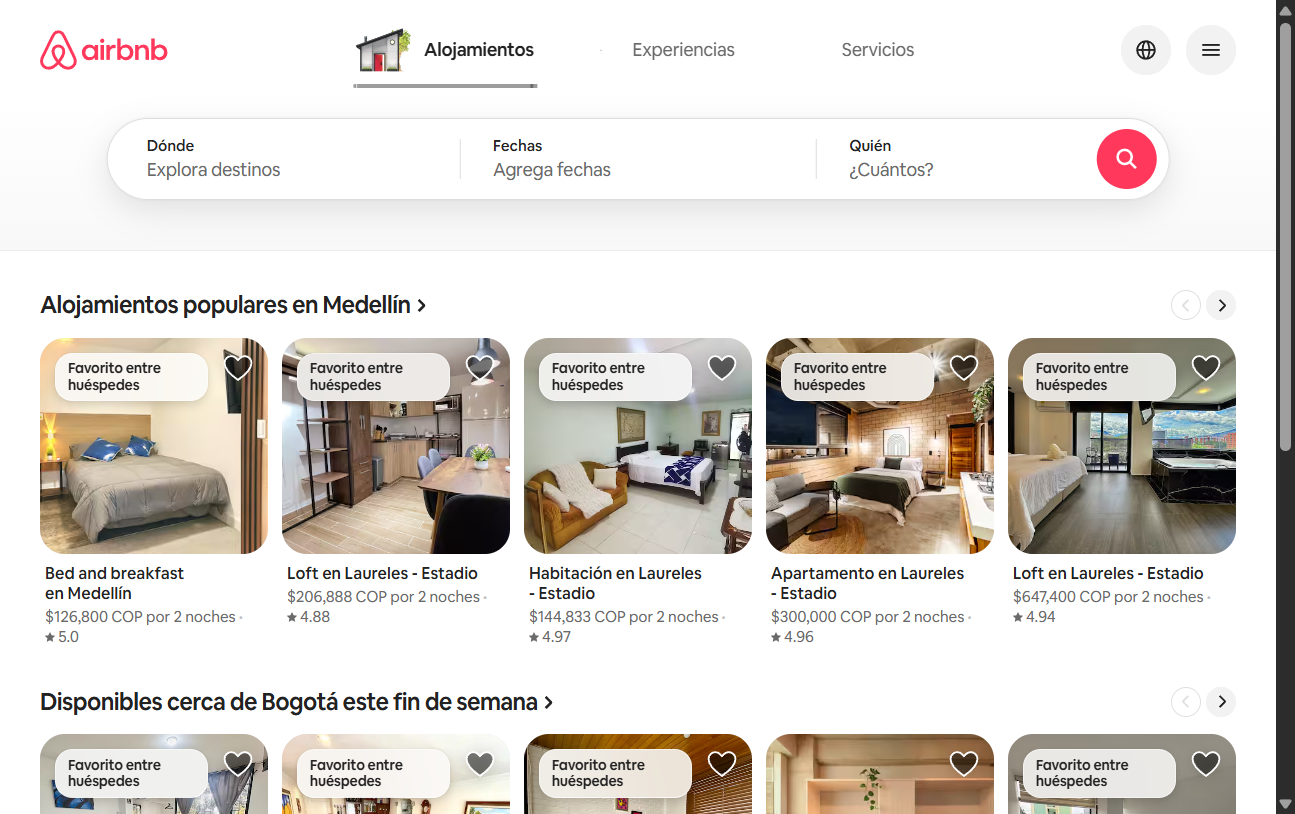 airbnb
Alojamientos
Experiencias
Servicios
Dónde
Explora destinos
Fechas
Agrega fechas
Quién
¿Cuántos?
Alojamientos populares en Medellín
Favorito entre
huéspedes
Favorito entre
huéspedes
Favorito entre
huéspedes
Favorito entre
huéspedes
Favorito entre
huéspedes
Bed and breakfast
en Medellín
$126,800 COP por 2 noches ·
★ 5.0
Loft en Laureles - Estadio
$206,888 COP por 2 noches ·
★ 4.88
Habitación en Laureles
- Estadio
$144,833 COP por 2 noches ·
★ 4.97
Apartamento en Laureles
- Estadio
$300,000 COP por 2 noches ·
★ 4.96
Loft en Laureles - Estadio
$647,400 COP por 2 noches ·
★ 4.94
Disponibles cerca de Bogotá este fin de semana
Favorito entre
huéspedes
Favorito entre
huéspedes
Favorito entre
huéspedes
Favorito entre
huéspedes